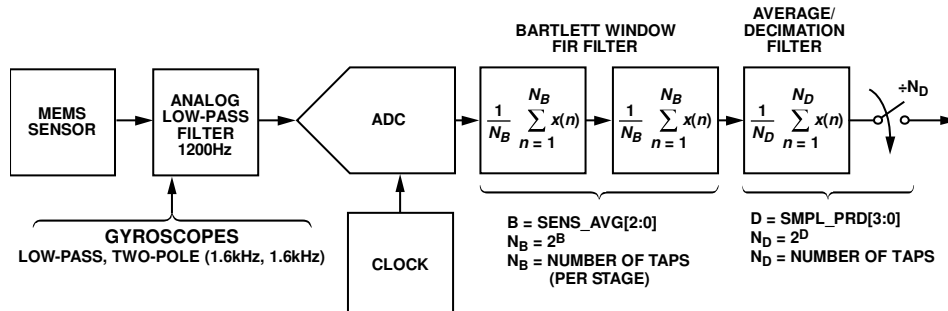 BARTLETT WINDOW
FIR FILTER
AVERAGE/
DECIMATION
FILTER
MEMS
SENSOR
ANALOG
LOW-PASS
FILTER
1200Hz
ADC
1/N_B ∑ x(n)
N_B
n = 1
1/N_B ∑ x(n)
N_B
n = 1
1/N_D ∑ x(n)
N_D
n = 1
÷N_D
GYROSCOPES
LOW-PASS, TWO-POLE (1.6kHz, 1.6kHz)
CLOCK
B = SENS_AVG[2:0]
N_B = 2^B
N_B = NUMBER OF TAPS
(PER STAGE)
D = SMPL_PRD[3:0]
N_D = 2^D
N_D = NUMBER OF TAPS